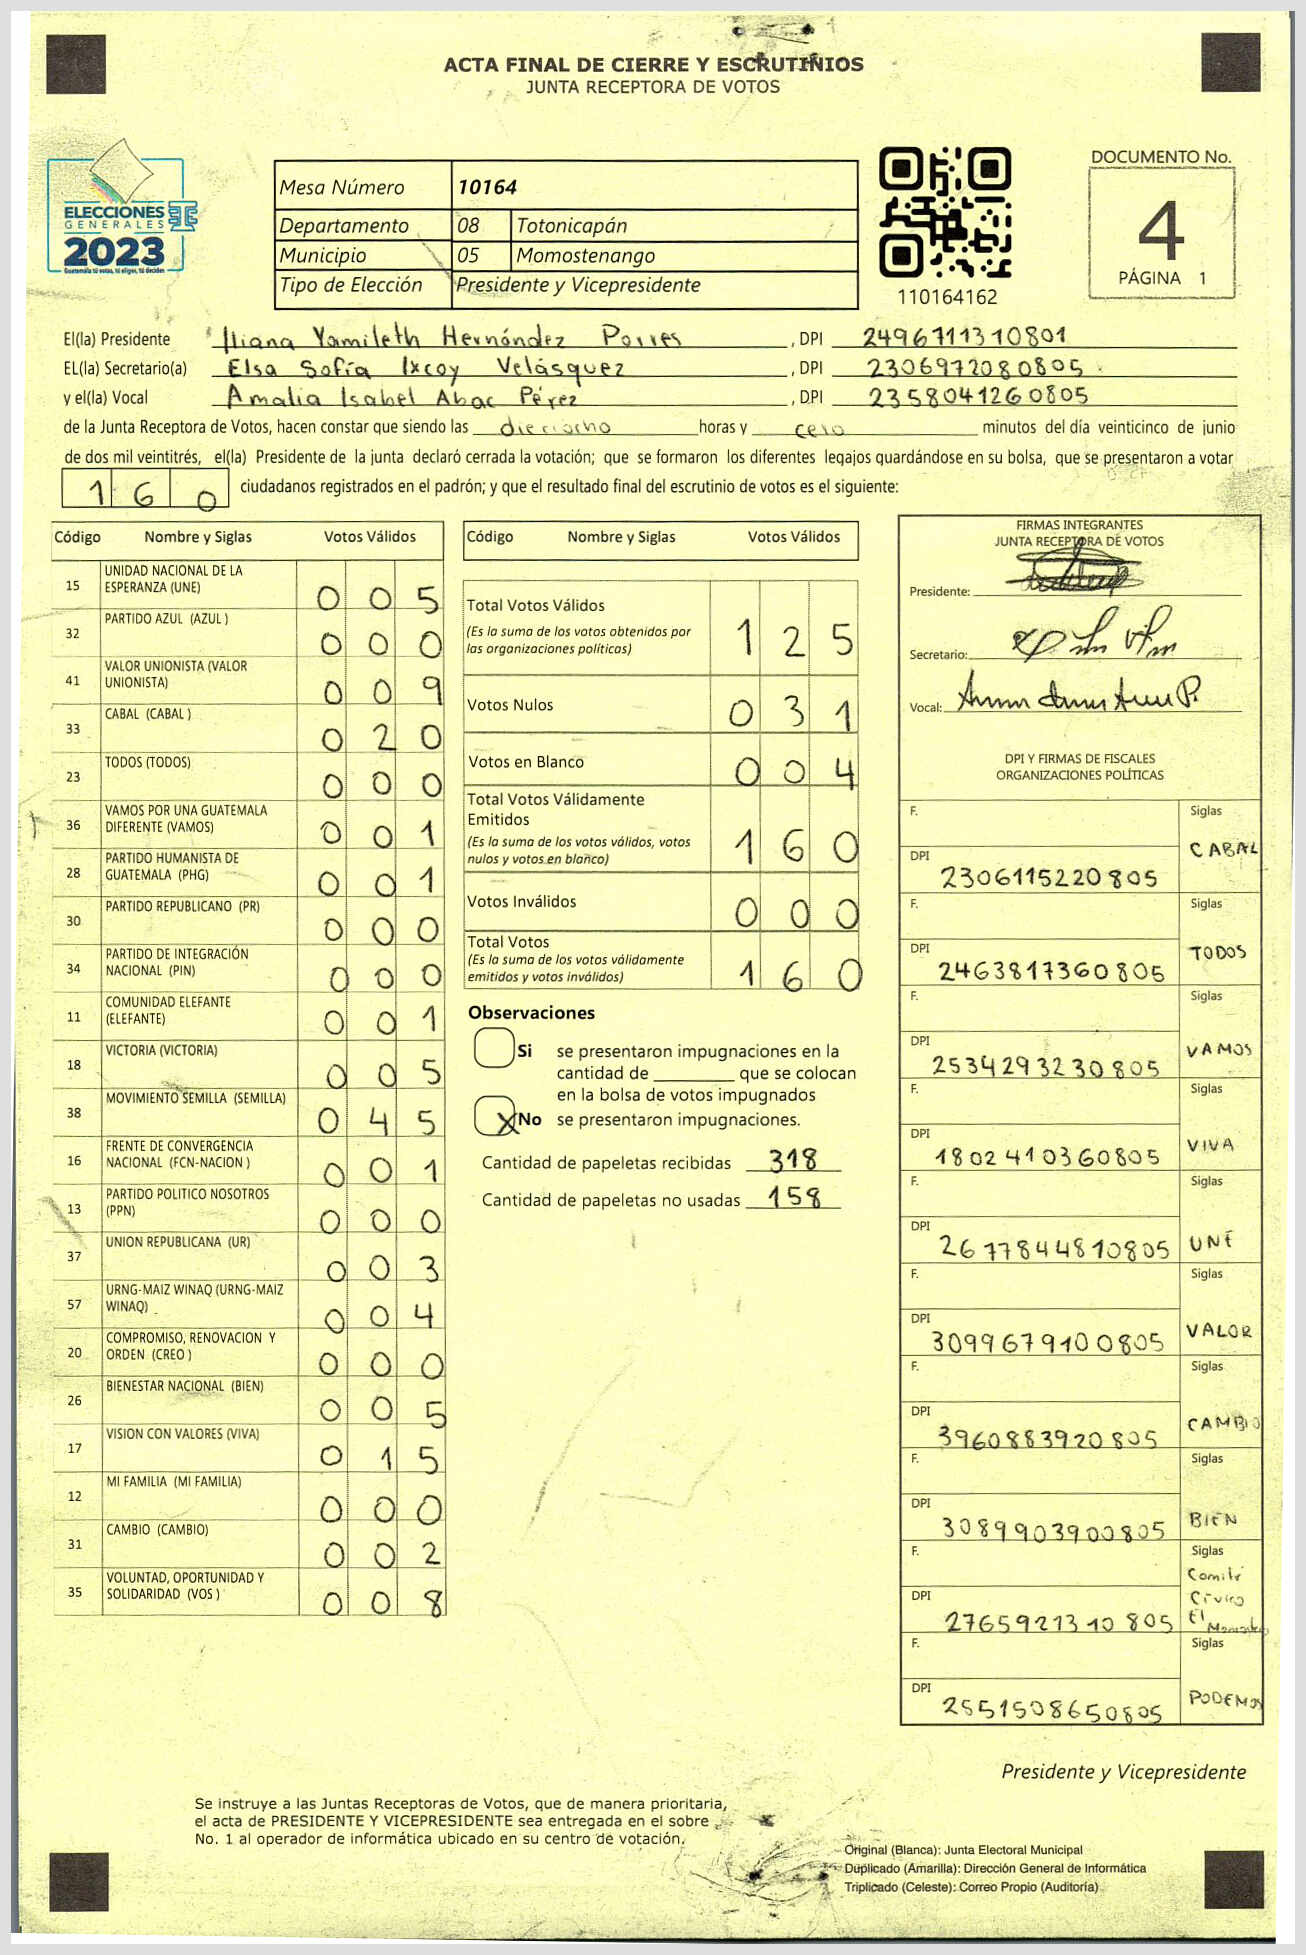 ACTA FINAL DE CIERRE Y ESCRUTINIOS
JUNTA RECEPTORA DE VOTOS
ELECCIONES
GENERALES
2023
Guatemala tú votas, tú eliges, tú decides
Mesa Número 10164
Departamento 08 Totonicapán
Municipio 05 Momostenango
Tipo de Elección Presidente y Vicepresidente
110164162
DOCUMENTO No.
4
PÁGINA 1
El(la) Presidente Iliana Yamileth Hernández Porres , DPI 2496711310801
EL(la) Secretario(a) Elsa Sofía Ixcoy Velásquez , DPI 2306972080805
y el(la) Vocal Amalia Isabel Abac Pérez , DPI 2358041260805
de la Junta Receptora de Votos, hacen constar que siendo las dieciocho horas y cero minutos del día veinticinco de junio
de dos mil veintitrés, el(la) Presidente de la junta declaró cerrada la votación; que se formaron los diferentes legajos guardándose en su bolsa, que se presentaron a votar
1 6 0 ciudadanos registrados en el padrón; y que el resultado final del escrutinio de votos es el siguiente:
Código Nombre y Siglas Votos Válidos
15 UNIDAD NACIONAL DE LA ESPERANZA (UNE) 0 0 5
32 PARTIDO AZUL (AZUL ) 0 0 0
41 VALOR UNIONISTA (VALOR UNIONISTA) 0 0 9
33 CABAL (CABAL ) 0 2 0
23 TODOS (TODOS) 0 0 0
36 VAMOS POR UNA GUATEMALA DIFERENTE (VAMOS) 0 0 1
28 PARTIDO HUMANISTA DE GUATEMALA (PHG) 0 0 1
30 PARTIDO REPUBLICANO (PR) 0 0 0
34 PARTIDO DE INTEGRACIÓN NACIONAL (PIN) 0 0 0
11 COMUNIDAD ELEFANTE (ELEFANTE) 0 0 1
18 VICTORIA (VICTORIA) 0 0 5
38 MOVIMIENTO SEMILLA (SEMILLA) 0 4 5
16 FRENTE DE CONVERGENCIA NACIONAL (FCN-NACION ) 0 0 1
13 PARTIDO POLITICO NOSOTROS (PPN) 0 0 0
37 UNION REPUBLICANA (UR) 0 0 3
57 URNG-MAIZ WINAQ (URNG-MAIZ WINAQ) 0 0 4
20 COMPROMISO, RENOVACION Y ORDEN (CREO ) 0 0 0
26 BIENESTAR NACIONAL (BIEN) 0 0 5
17 VISION CON VALORES (VIVA) 0 1 5
12 MI FAMILIA (MI FAMILIA) 0 0 0
31 CAMBIO (CAMBIO) 0 0 2
35 VOLUNTAD, OPORTUNIDAD Y SOLIDARIDAD (VOS ) 0 0 8
Código Nombre y Siglas Votos Válidos
Total Votos Válidos
(Es la suma de los votos obtenidos por las organizaciones políticas) 1 2 5
Votos Nulos 0 3 1
Votos en Blanco 0 0 4
Total Votos Válidamente Emitidos
(Es la suma de los votos válidos, votos nulos y votos en blanco) 1 6 0
Votos Inválidos 0 0 0
Total Votos
(Es la suma de los votos válidamente emitidos y votos inválidos) 1 6 0
Observaciones
Si se presentaron impugnaciones en la
cantidad de ________ que se colocan
en la bolsa de votos impugnados
X No se presentaron impugnaciones.
Cantidad de papeletas recibidas 318
Cantidad de papeletas no usadas 158
FIRMAS INTEGRANTES
JUNTA RECEPTORA DE VOTOS
Presidente:
Secretario:
Vocal:
DPI Y FIRMAS DE FISCALES
ORGANIZACIONES POLÍTICAS
F. Siglas
DPI 2306115220805 CABAL
F. Siglas
DPI 2463817360805 TODOS
F. Siglas
DPI 2534293230805 VAMOS
F. Siglas
DPI 1802410360805 VIVA
F. Siglas
DPI 2677844810805 UNE
F. Siglas
DPI 3099679100805 VALOR
F. Siglas
DPI 3960883920805 CAMBIO
F. Siglas
DPI 3089903900805 BIEN
F. Siglas
Comité
Cívico
DPI 2765921310805 El
F. Siglas
DPI 2551508650805 PODEMOS
Presidente y Vicepresidente
Se instruye a las Juntas Receptoras de Votos, que de manera prioritaria,
el acta de PRESIDENTE Y VICEPRESIDENTE sea entregada en el sobre
No. 1 al operador de informática ubicado en su centro de votación.
Original (Blanca): Junta Electoral Municipal
Duplicado (Amarilla): Dirección General de Informática
Triplicado (Celeste): Correo Propio (Auditoría)